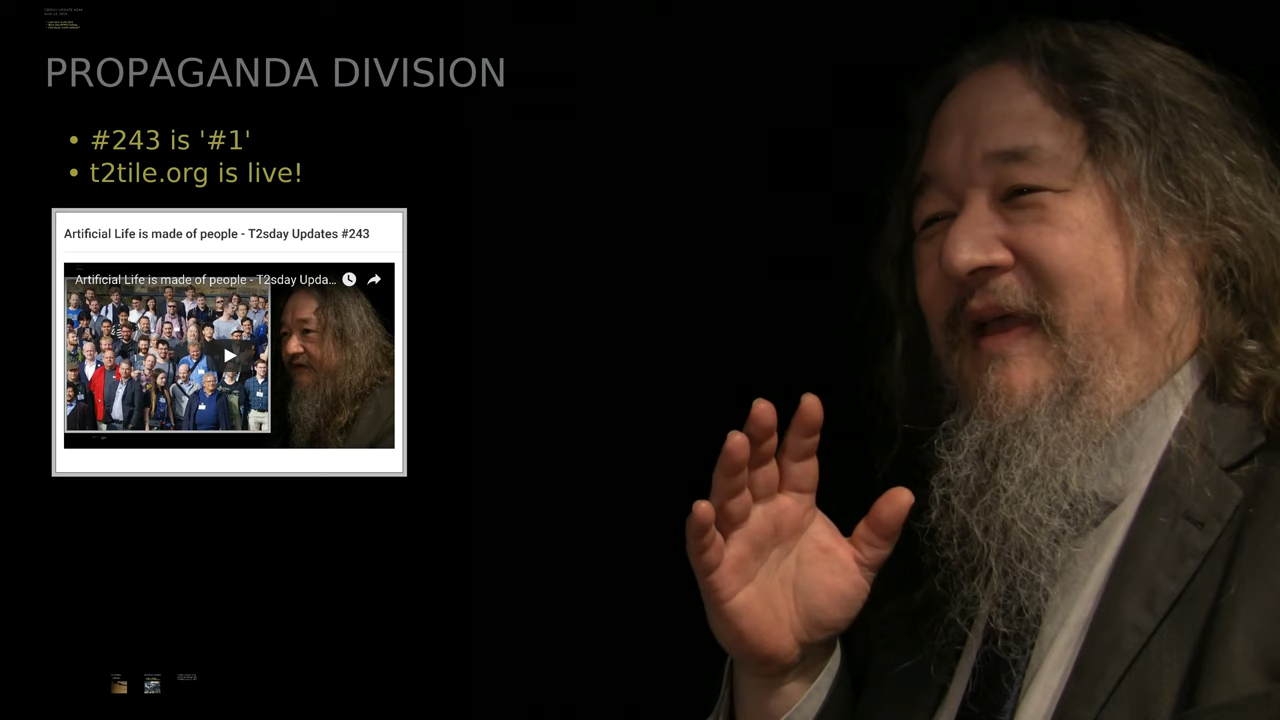 PROPAGANDA DIVISION
• #243 is '#1'
• t2tile.org is live!
Artificial Life is made of people - T2sday Updates #243
Artificial Life is made of people - T2sday Upda...